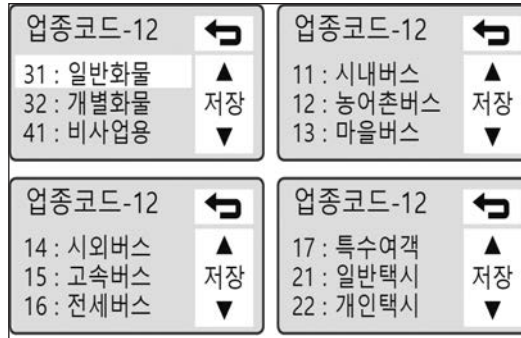 업종코드-12
31 : 일반화물
32 : 개별화물
41 : 비사업용
저장
업종코드-12
11 : 시내버스
12 : 농어촌버스
13 : 마을버스
저장
업종코드-12
14 : 시외버스
15 : 고속버스
16 : 전세버스
저장
업종코드-12
17 : 특수여객
21 : 일반택시
22 : 개인택시
저장